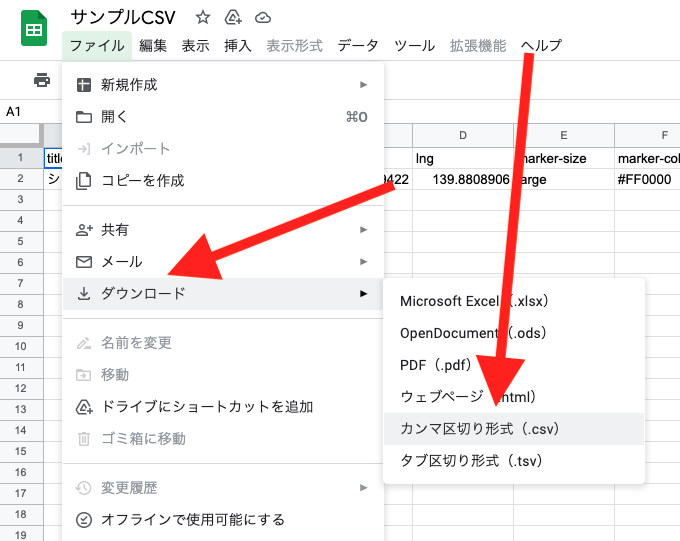 サンプルCSV
ファイル 編集 表示 挿入 表示形式 データ ツール 拡張機能 ヘルプ
A1
D E F
1 title lng marker-size marker-col
2 シ 9422 139.8808906 large #FF0000
3
4
5
6
7
8
9
10
11
12
13
14
15
16
17
18
19
新規作成
開く ⌘O
インポート
コピーを作成
共有
メール
ダウンロード
名前を変更
移動
ドライブにショートカットを追加
ゴミ箱に移動
変更履歴
オフラインで使用可能にする
Microsoft Excel（.xlsx）
OpenDocument（.ods）
PDF（.pdf）
ウェブページ（.html）
カンマ区切り形式（.csv）
タブ区切り形式（.tsv）